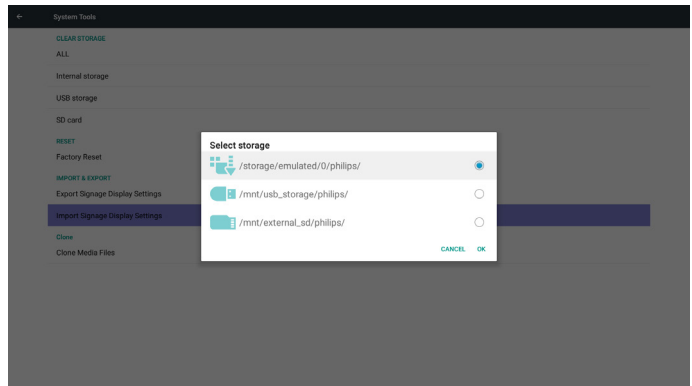 System Tools
CLEAR STORAGE
ALL
Internal storage
USB storage
SD card
RESET
Factory Reset
IMPORT & EXPORT
Export Signage Display Settings
Import Signage Display Settings
Clone
Clone Media Files
Select storage
/storage/emulated/0/philips/
/mnt/usb_storage/philips/
/mnt/external_sd/philips/
CANCEL OK